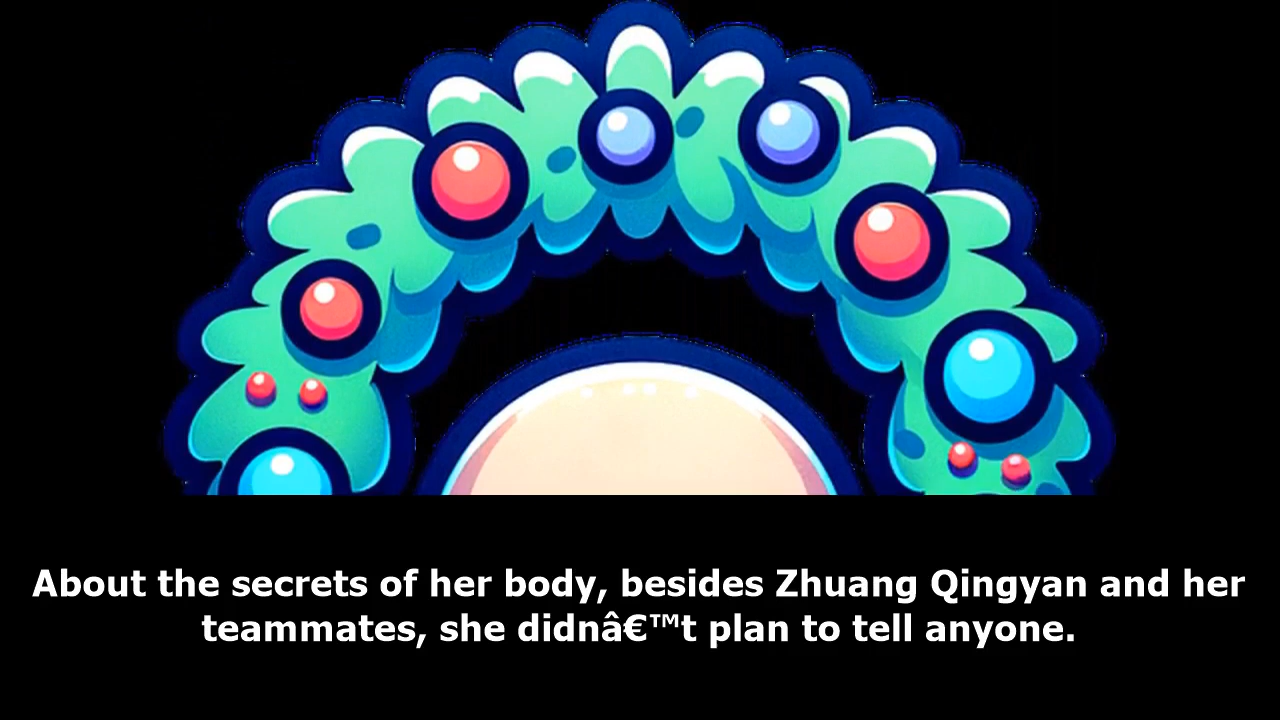 About the secrets of her body, besides Zhuang Qingyan and her
teammates, she didnâ€™t plan to tell anyone.